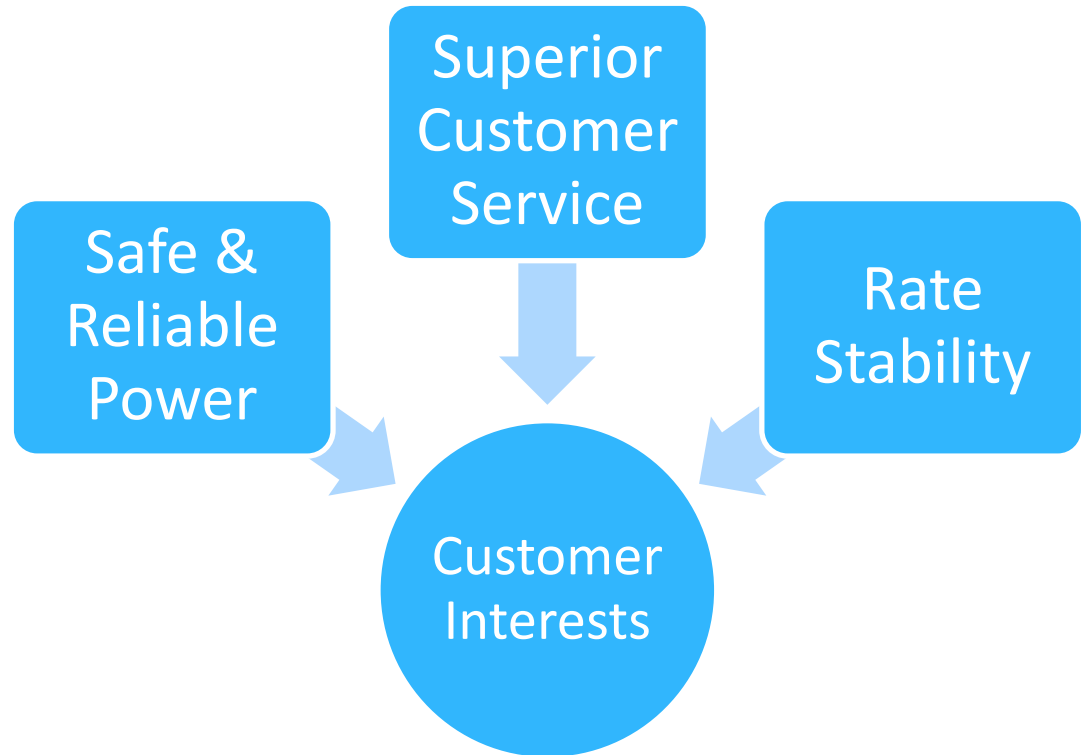 Superior
Customer
Service
Safe &
Reliable
Power
Rate
Stability
Customer
Interests